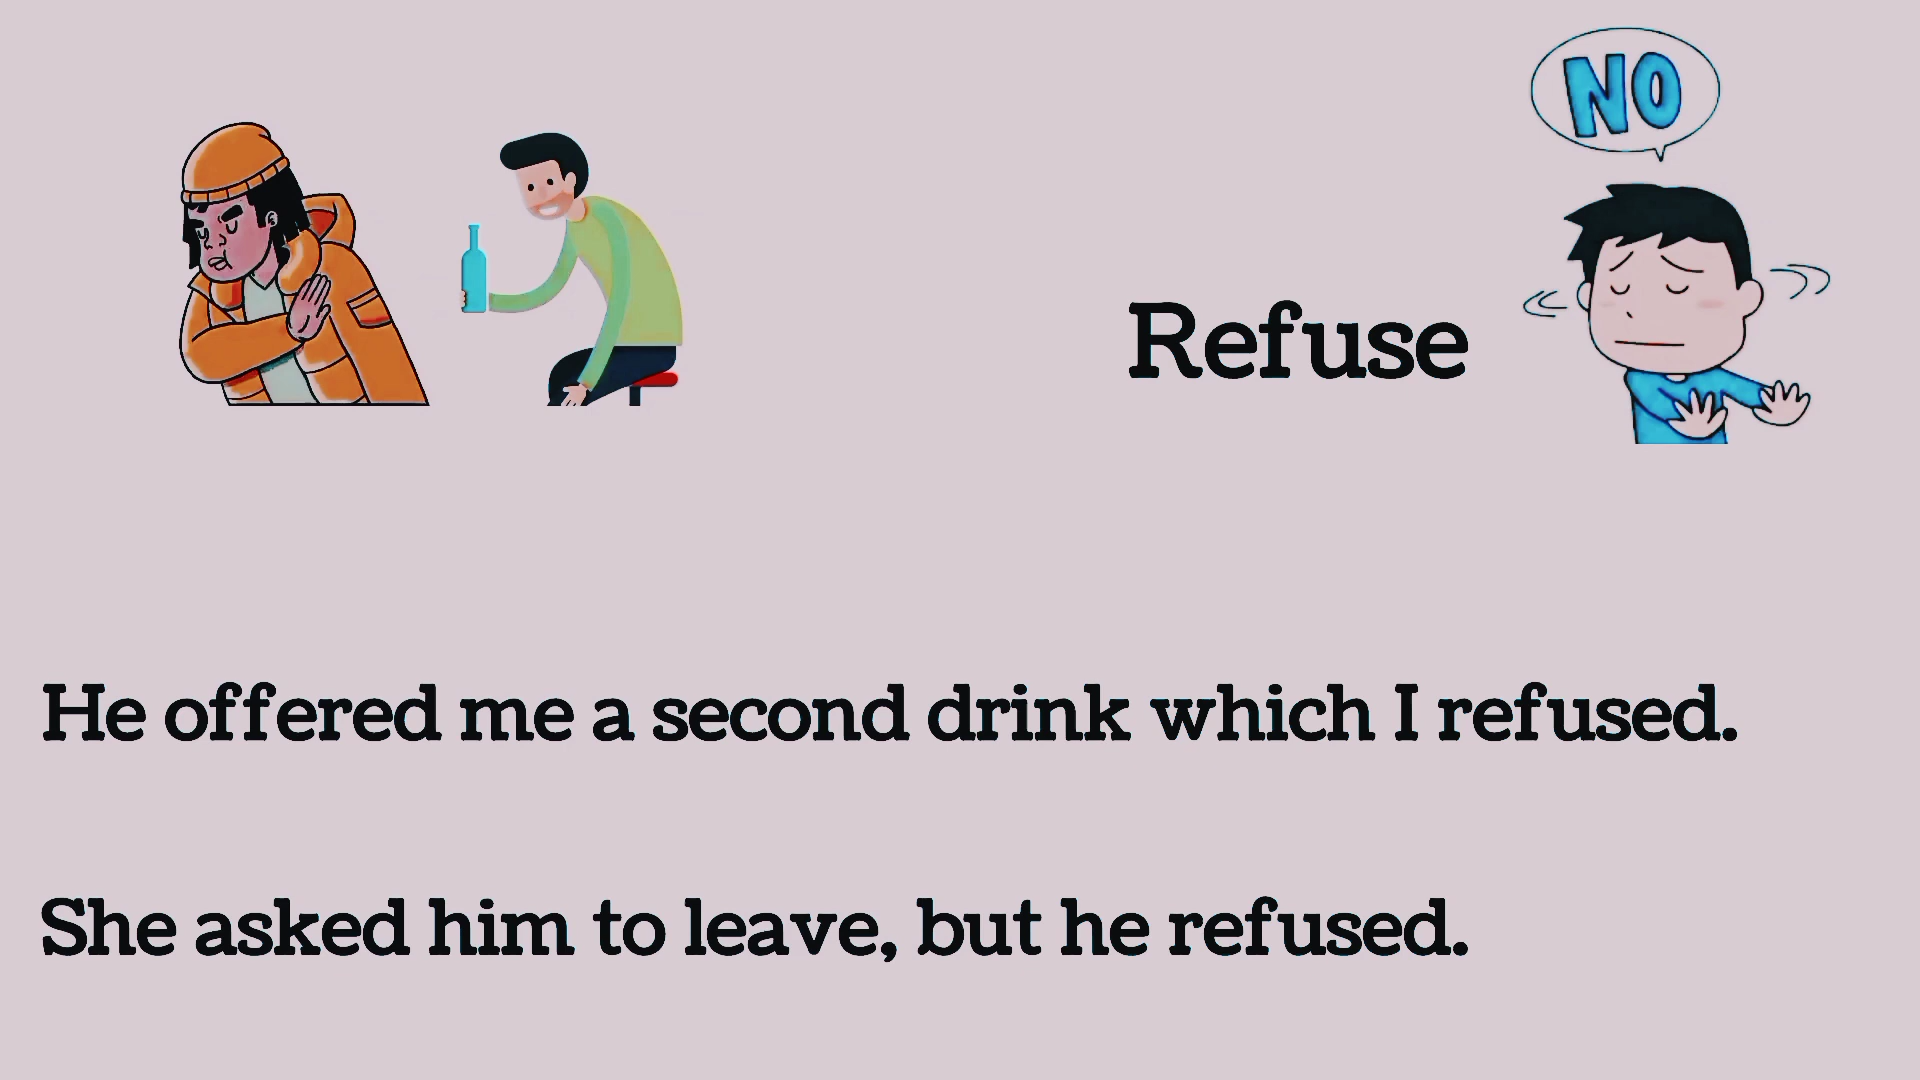 NO
Refuse
He offered me a second drink which I refused.
She asked him to leave, but he refused.